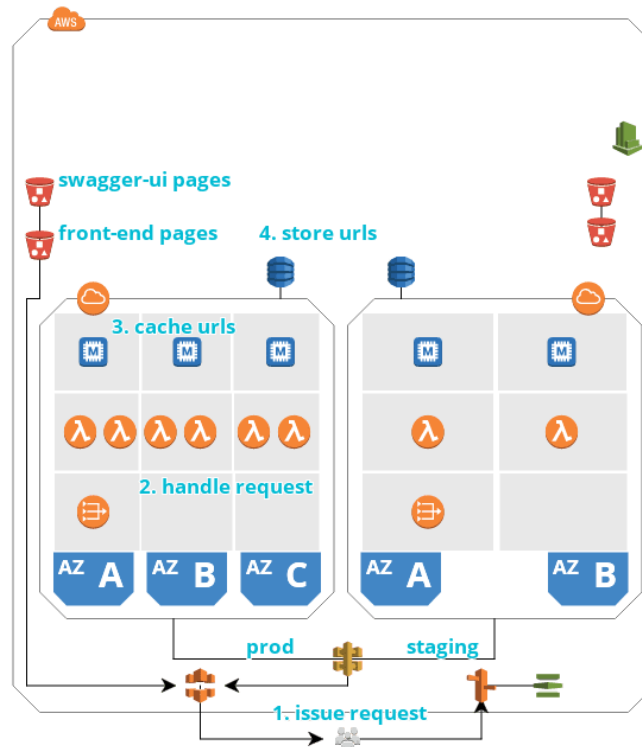 AWS
swagger-ui pages
front-end pages
4. store urls
3. cache urls
M M M M M
λ λ λ λ λ λ λ λ
2. handle request
AZ A AZ B AZ C AZ A AZ B
prod staging
1. issue request